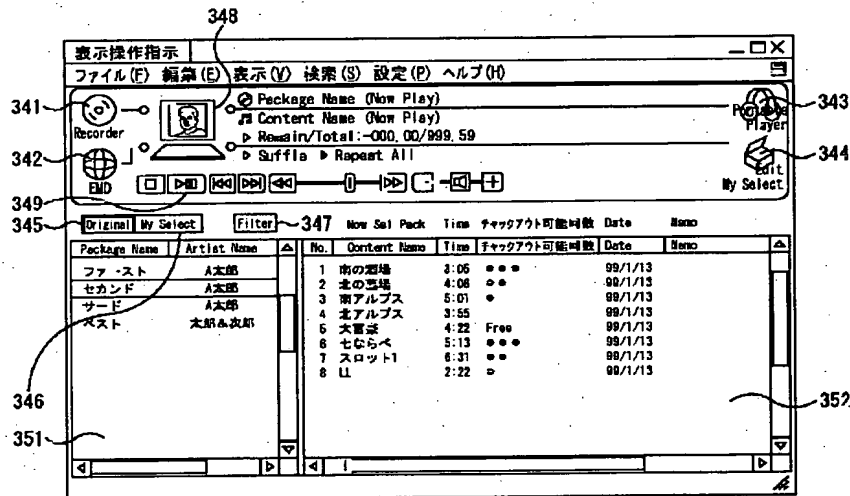 348
表示操作指示
ファイル(F) 編集(E) 表示(V) 検索(S) 設定(P) ヘルプ(H)
341
Recorder
342
EMD
Package Name (Now Play)
Content Name (Now Play)
Remain/Total:-000,00/999,59
Suffle Repeat All
343
Player
344
Edit
My Select
349
345
Original My Select
Filter
347
Now Sel Pack Time チャックアウト可能回数 Date Memo
Package Name Artist Name
ファ-スト A太郎
セカンド A太郎
サード A太郎
ベスト 太郎&次郎
No. Content Name Time チャックアウト可能回数 Date Memo
1 南の酒場 3:05 ●●● 99/1/13
2 北の 4:06 99/1/13
3 南アルプス 5:01 ● 99/1/13
4 北アルプス 3:55 99/1/13
5 大富豪 4:22 Free 99/1/13
6 七ならべ 5:13 ●●● 99/1/13
7 スロット1 6:31 ●● 99/1/13
8 LL 2:22 99/1/13
346
351
352